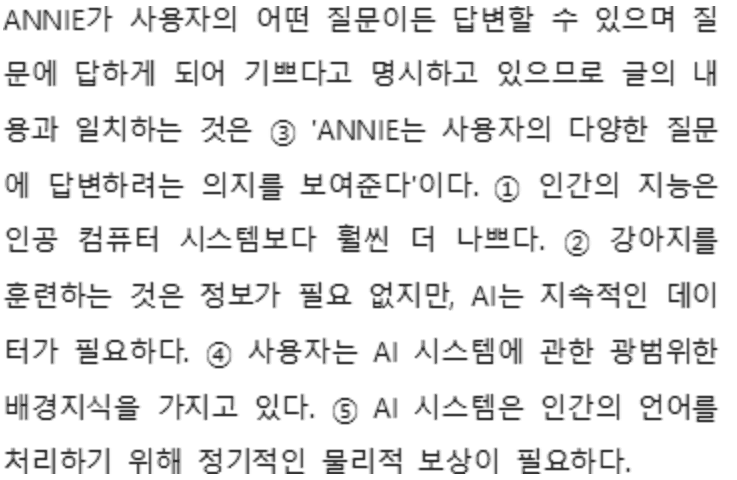 ANNIE가 사용자의 어떤 질문이든 답변할 수 있으며 질
문에 답하게 되어 기쁘다고 명시하고 있으므로 글의 내
용과 일치하는 것은 ③ 'ANNIE는 사용자의 다양한 질문
에 답변하려는 의지를 보여준다'이다. ① 인간의 지능은
인공 컴퓨터 시스템보다 훨씬 더 나쁘다. ② 강아지를
훈련하는 것은 정보가 필요 없지만, AI는 지속적인 데이
터가 필요하다. ④ 사용자는 AI 시스템에 관한 광범위한
배경지식을 가지고 있다. ⑤ AI 시스템은 인간의 언어를
처리하기 위해 정기적인 물리적 보상이 필요하다.